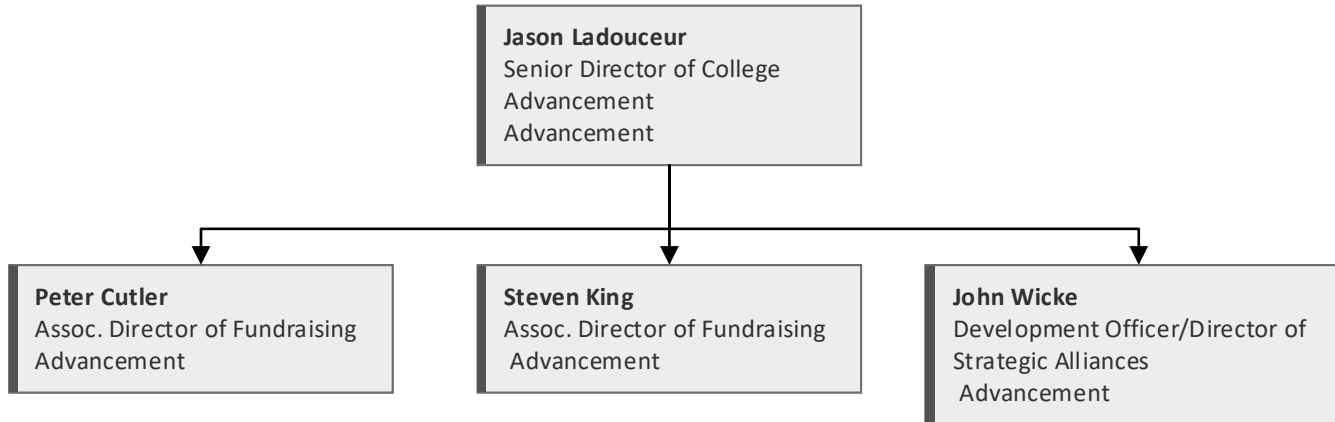 Jason Ladouceur
Senior Director of College
Advancement
Advancement
Peter Cutler
Assoc. Director of Fundraising
Advancement
Steven King
Assoc. Director of Fundraising
Advancement
John Wicke
Development Officer/Director of
Strategic Alliances
Advancement